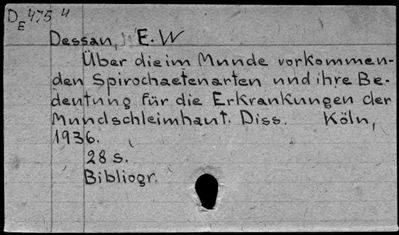 DE 475 4
Dessau, E.W
Über die im Munde vorkommen-
den Spirochaetenarten und ihre Be-
deutung für die Erkrankungen der
Mundschleimhaut. Diss. Köln,
1936.
28 s.
Bibliogr.